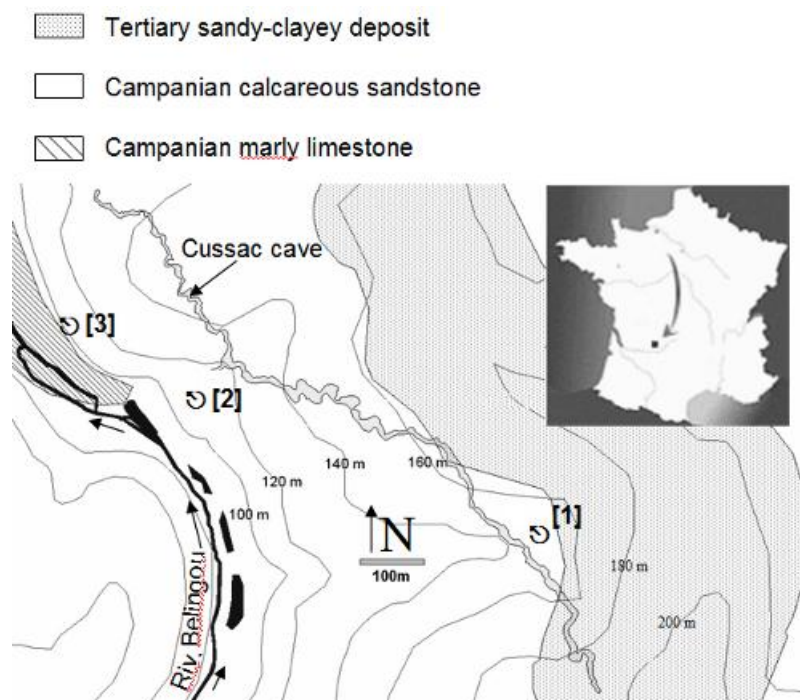 Tertiary sandy-clayey deposit
Campanian calcareous sandstone
Campanian marly limestone
Cussac cave
[3]
[2]
140 m
160 m
120 m
100 m
[1]
N
100m
180 m
200 m
Riv. Belingou